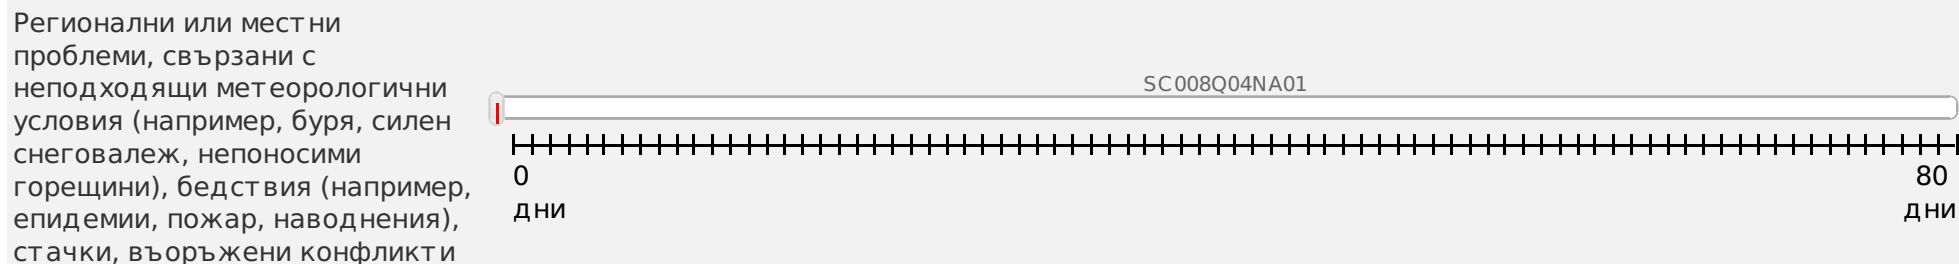 Регионални или местни
проблеми, свързани с
неподходящи метеорологични
условия (например, буря, силен
снеговалеж, непоносими
горещини), бедствия (например,
епидемии, пожар, наводнения),
стачки, въоръжени конфликти
SC008Q04NA01
0
дни
80
дни